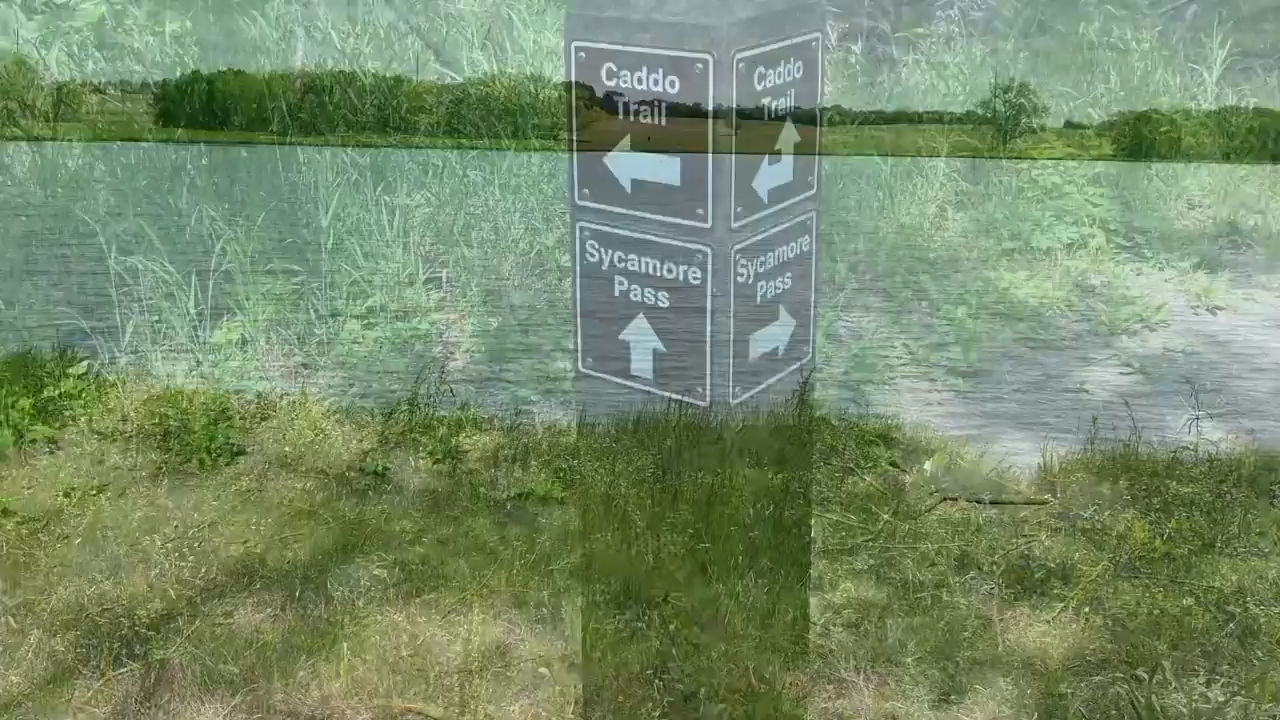 Caddo
Trail
Sycamore
Pass
Caddo
Trail
Sycamore
Pass